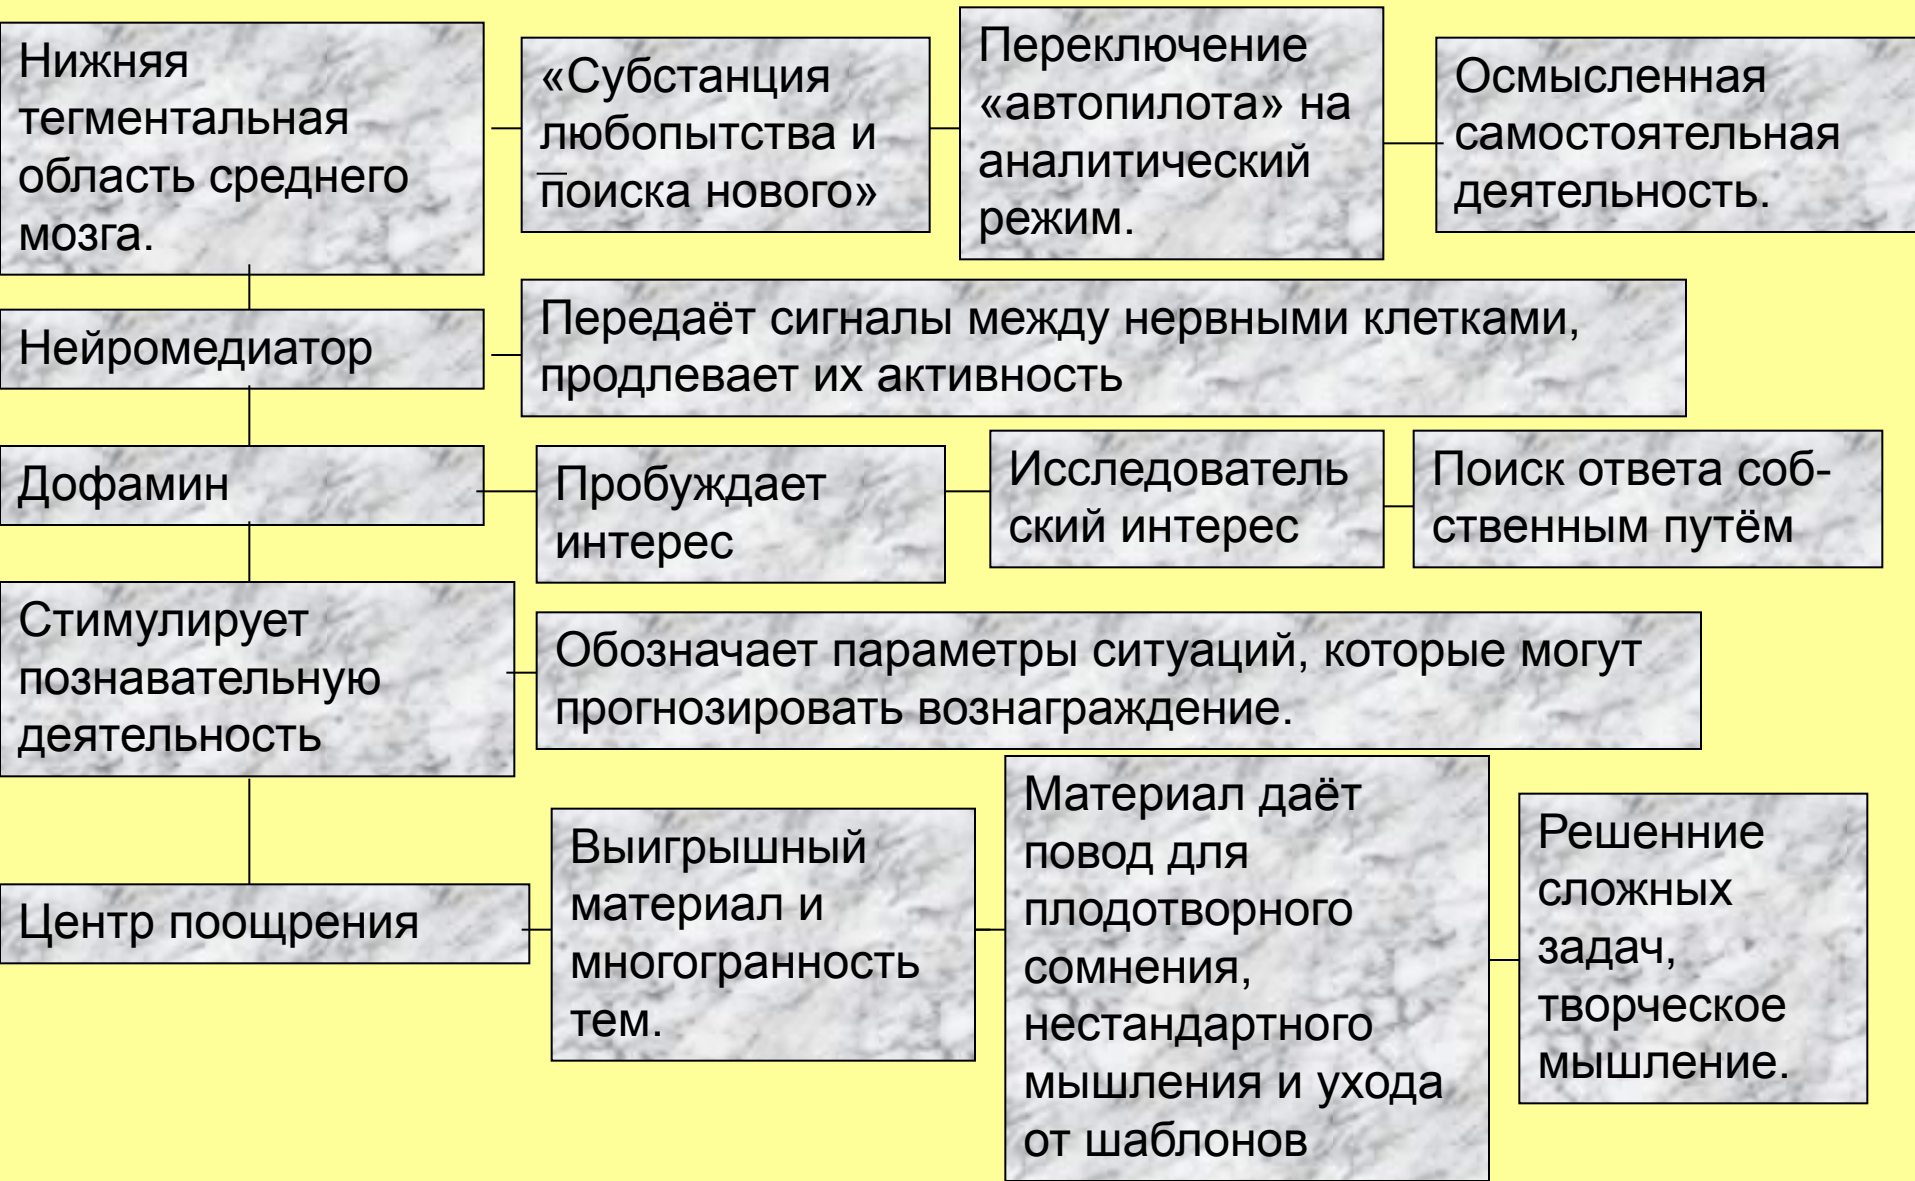 Нижняя
тегментальная
область среднего
мозга.
«Субстанция
любопытства и
поиска нового»
Переключение
«автопилота» на
аналитический
режим.
Осмысленная
самостоятельная
деятельность.
Нейромедиатор
Передаёт сигналы между нервными клетками,
продлевает их активность
Дофамин
Пробуждает
интерес
Исследователь
ский интерес
Поиск ответа соб-
ственным путём
Стимулирует
познавательную
деятельность
Обозначает параметры ситуаций, которые могут
прогнозировать вознаграждение.
Центр поощрения
Выигрышный
материал и
многогранность
тем.
Материал даёт
повод для
плодотворного
сомнения,
нестандартного
мышления и ухода
от шаблонов
Решенние
сложных
задач,
творческое
мышление.